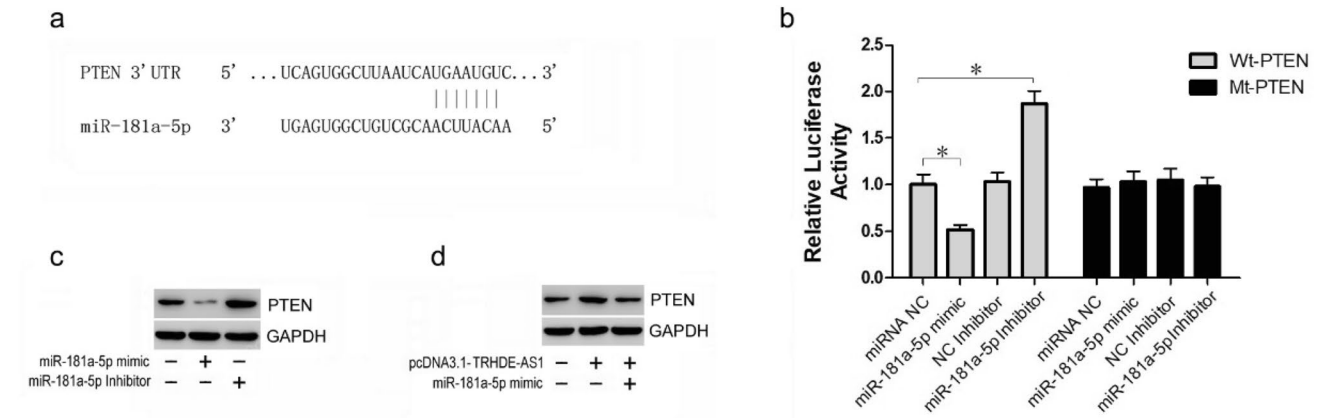 a
PTEN 3'UTR 5' ...UCAGUGGCUUAAUCAUGAAUGUC...3'
miR-181a-5p 3' UGAGUGGCUGUCGCAACUUACAA 5'
b
Relative Luciferase
Activity
2.5
2.0
1.5
1.0
0.5
0.0
*
*
Wt-PTEN
Mt-PTEN
miRNA NC
miR-181a-5p mimic
NC Inhibitor
miR-181a-5p Inhibitor
miRNA NC
miR-181a-5p mimic
NC Inhibitor
miR-181a-5p Inhibitor
c
PTEN
GAPDH
miR-181a-5p mimic − + −
miR-181a-5p Inhibitor − − +
d
PTEN
GAPDH
pcDNA3.1-TRHDE-AS1 − + +
miR-181a-5p mimic − − +